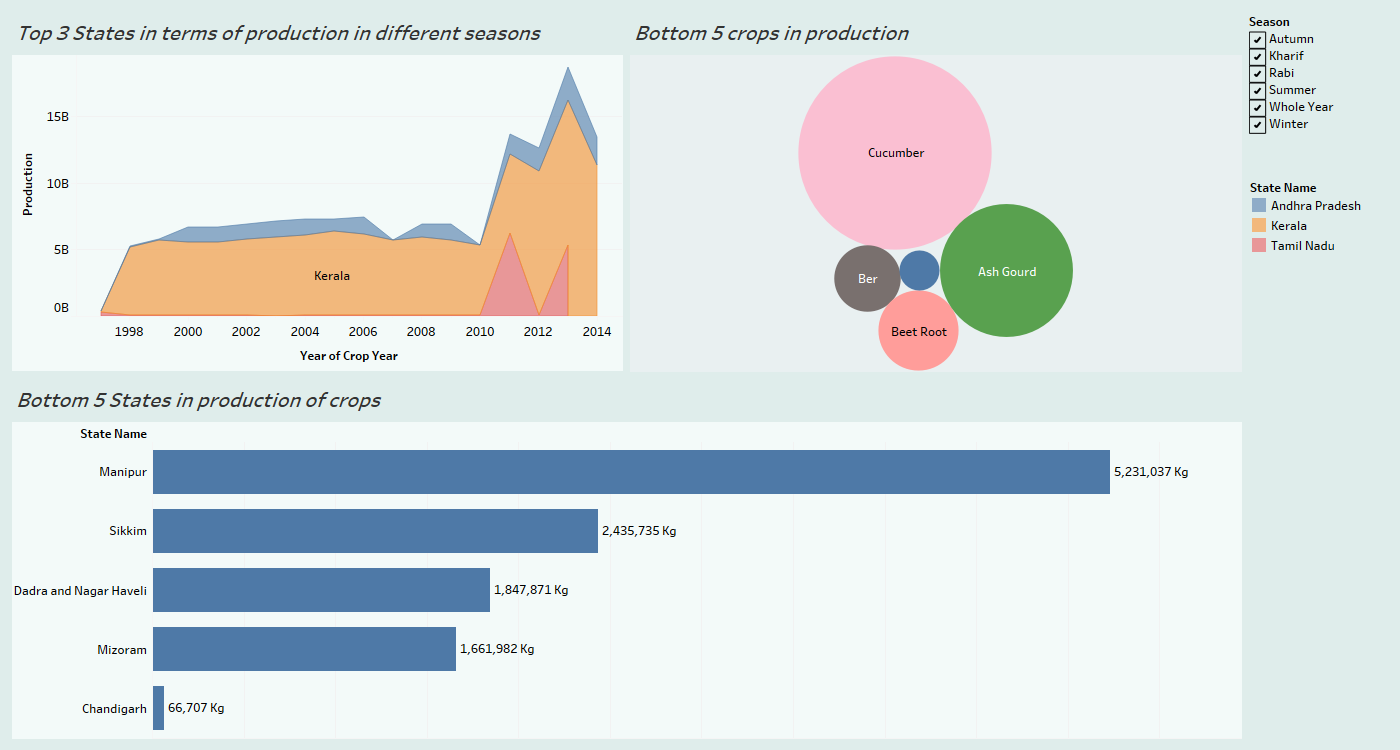 Top 3 States in terms of production in different seasons
15B
10B
5B
0B
Production
Kerala
1998
2000
2002
2004
2006
2008
2010
2012
2014
Year of Crop Year
Bottom 5 crops in production
Cucumber
Ash Gourd
Ber
Beet Root
Season
Autumn
Kharif
Rabi
Summer
Whole Year
Winter
State Name
Andhra Pradesh
Kerala
Tamil Nadu
Bottom 5 States in production of crops
State Name
Manipur 5,231,037 Kg
Sikkim 2,435,735 Kg
Dadra and Nagar Haveli 1,847,871 Kg
Mizoram 1,661,982 Kg
Chandigarh 66,707 Kg